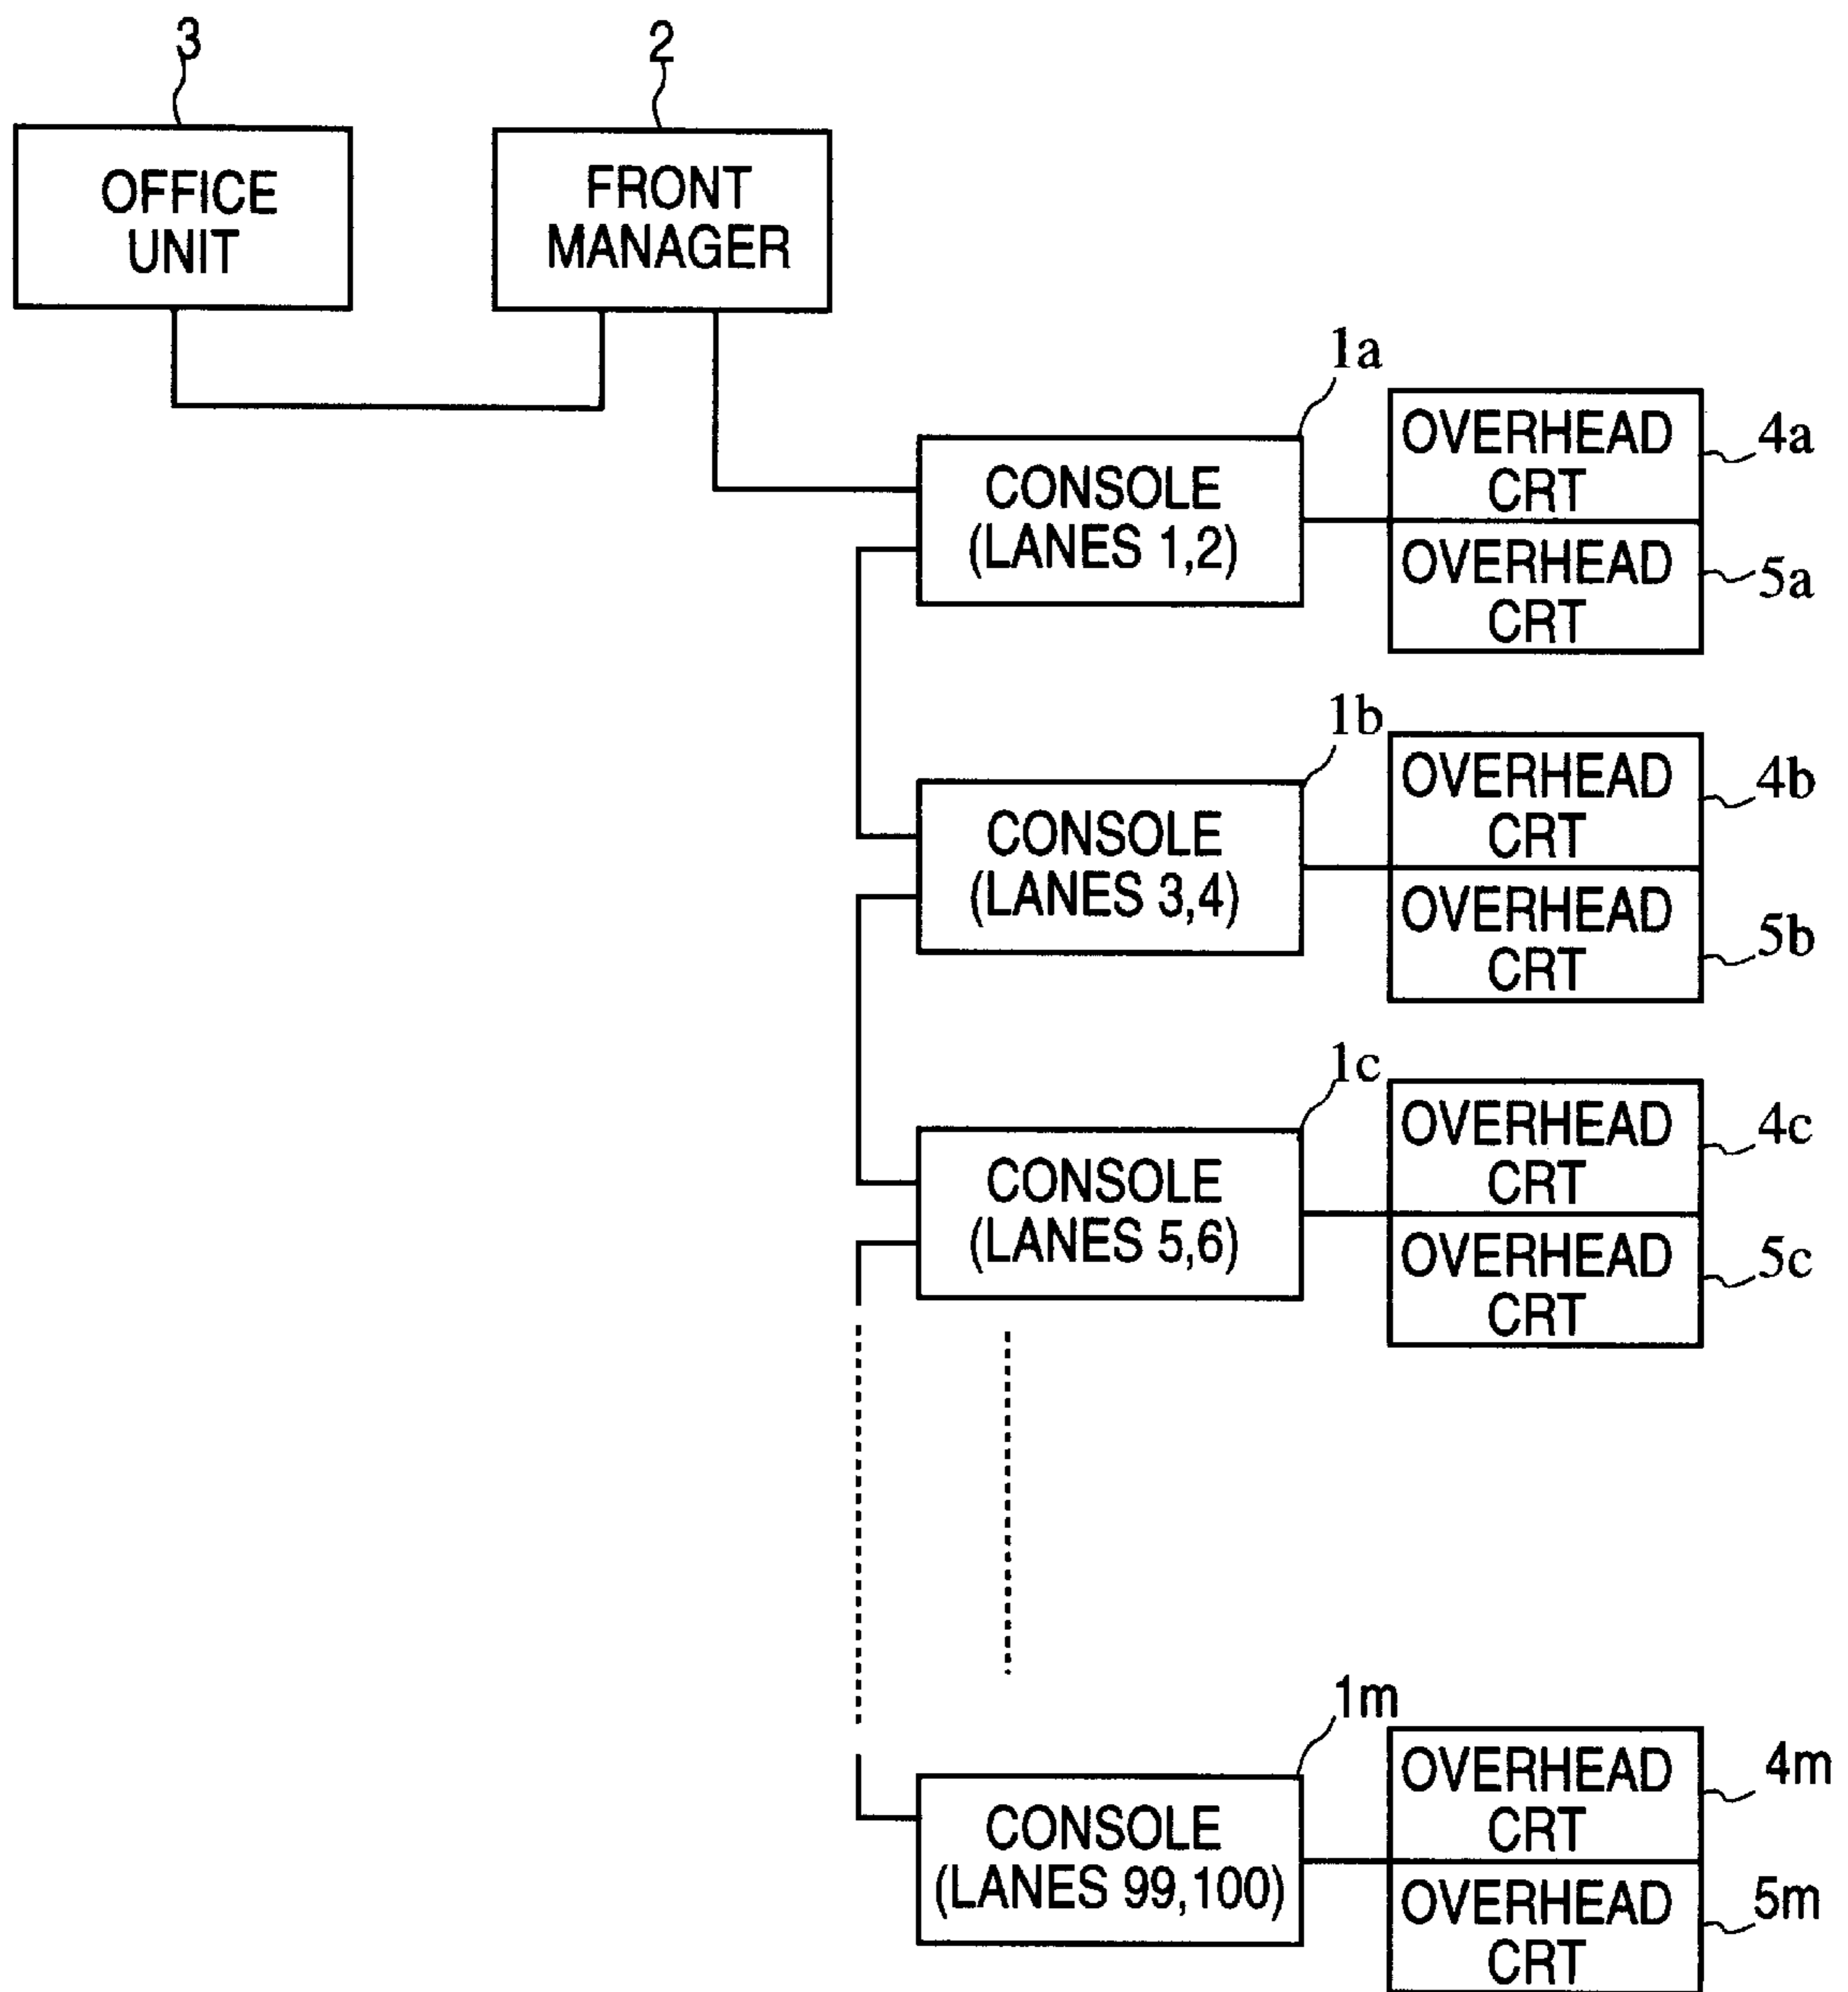 3
2
OFFICE
UNIT
FRONT
MANAGER
1a
CONSOLE
(LANES 1,2)
OVERHEAD
CRT
4a
OVERHEAD
CRT
5a
1b
CONSOLE
(LANES 3,4)
OVERHEAD
CRT
4b
OVERHEAD
CRT
5b
1c
CONSOLE
(LANES 5,6)
OVERHEAD
CRT
4c
OVERHEAD
CRT
5c
1m
CONSOLE
(LANES 99,100)
OVERHEAD
CRT
4m
OVERHEAD
CRT
5m